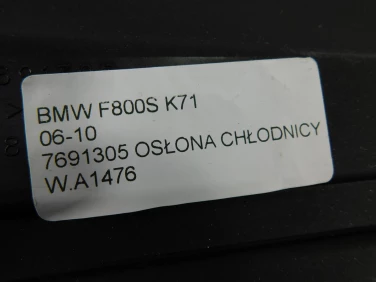 BMW F800S K71
06-10
7691305 OSŁONA CHŁODNICY
W.A1476